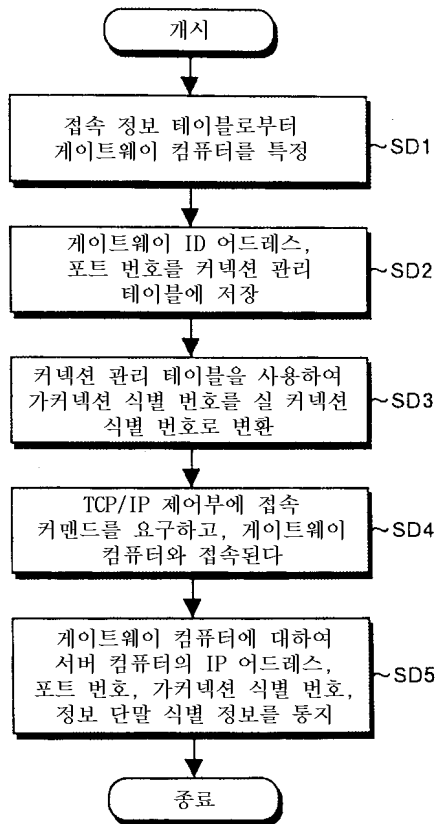 개시
접속 정보 테이블로부터
게이트웨이 컴퓨터를 특정
SD1
게이트웨이 ID 어드레스,
포트 번호를 커넥션 관리
테이블에 저장
SD2
커넥션 관리 테이블을 사용하여
가커넥션 식별 번호를 실 커넥션
식별 번호로 변환
SD3
TCP/IP 제어부에 접속
커맨드를 요구하고, 게이트웨이
컴퓨터와 접속된다
SD4
게이트웨이 컴퓨터에 대하여
서버 컴퓨터의 IP 어드레스,
포트 번호, 가커넥션 식별 번호,
정보 단말 식별 정보를 통지
SD5
종료